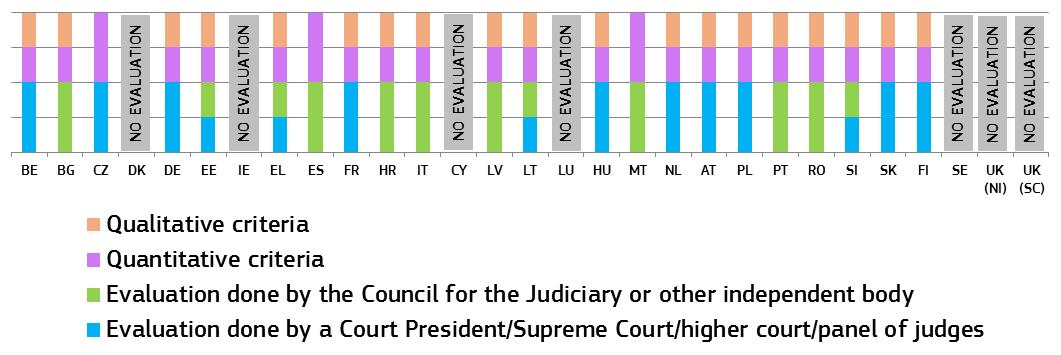 NO EVALUATION
NO EVALUATION
NO EVALUATION
NO EVALUATION
NO EVALUATION
NO EVALUATION
NO EVALUATION
BE BG CZ DK DE EE IE EL ES FR HR IT CY LV LT LU HU MT NL AT PL PT RO SI SK FI SE UK UK
(NI) (SC)
Qualitative criteria
Quantitative criteria
Evaluation done by the Council for the Judiciary or other independent body
Evaluation done by a Court President/Supreme Court/higher court/panel of judges